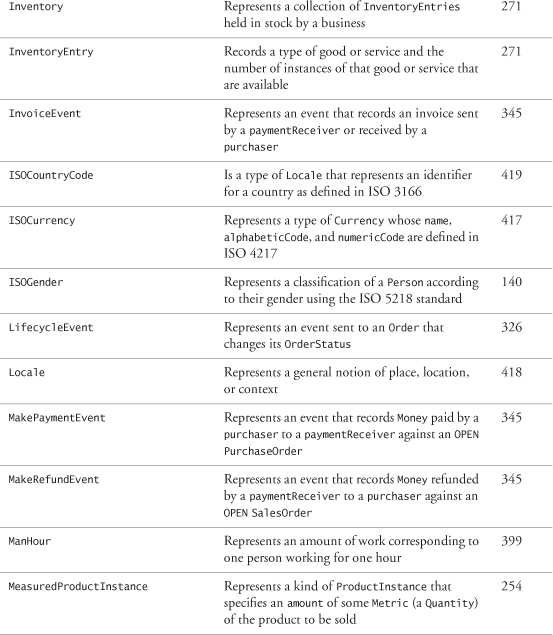 Inventory Represents a collection of InventoryEntries 271
held in stock by a business
InventoryEntry Records a type of good or service and the 271
number of instances of that good or service that
are available
InvoiceEvent Represents an event that records an invoice sent 345
by a paymentReceiver or received by a
purchaser
ISOCountryCode Is a type of Locale that represents an identifier 419
for a country as defined in ISO 3166
ISOCurrency Represents a type of Currency whose name, 417
alphabeticCode, and numericCode are defined in
ISO 4217
ISOGender Represents a classification of a Person according 140
to their gender using the ISO 5218 standard
LifecycleEvent Represents an event sent to an Order that 326
changes its OrderStatus
Locale Represents a general notion of place, location, 418
or context
MakePaymentEvent Represents an event that records Money paid by a 345
purchaser to a paymentReceiver against an OPEN
PurchaseOrder
MakeRefundEvent Represents an event that records Money refunded 345
by a paymentReceiver to a purchaser against an
OPEN SalesOrder
ManHour Represents an amount of work corresponding to 399
one person working for one hour
MeasuredProductInstance Represents a kind of ProductInstance that 254
specifies an amount of some Metric (a Quantity)
of the product to be sold